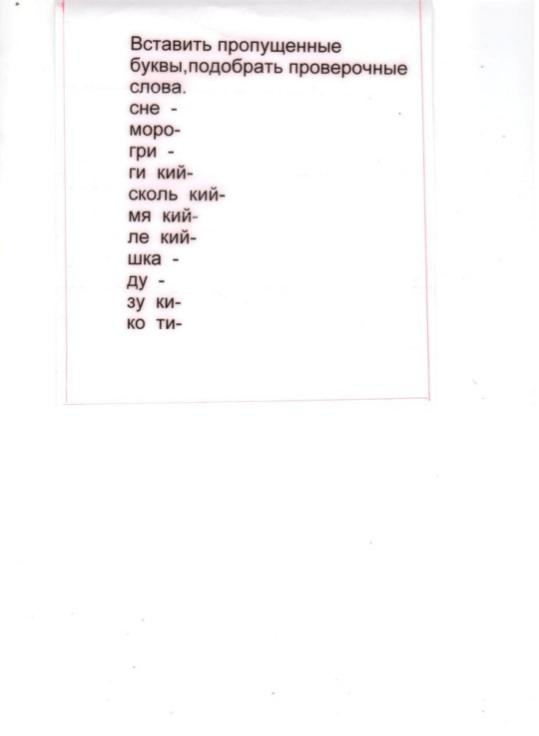 Вставить пропущенные
буквы,подобрать проверочные
слова.
сне -
моро-
гри -
ги кий-
сколь кий-
мя кий-
ле кий-
шка -
ду -
зу ки-
ко ти-